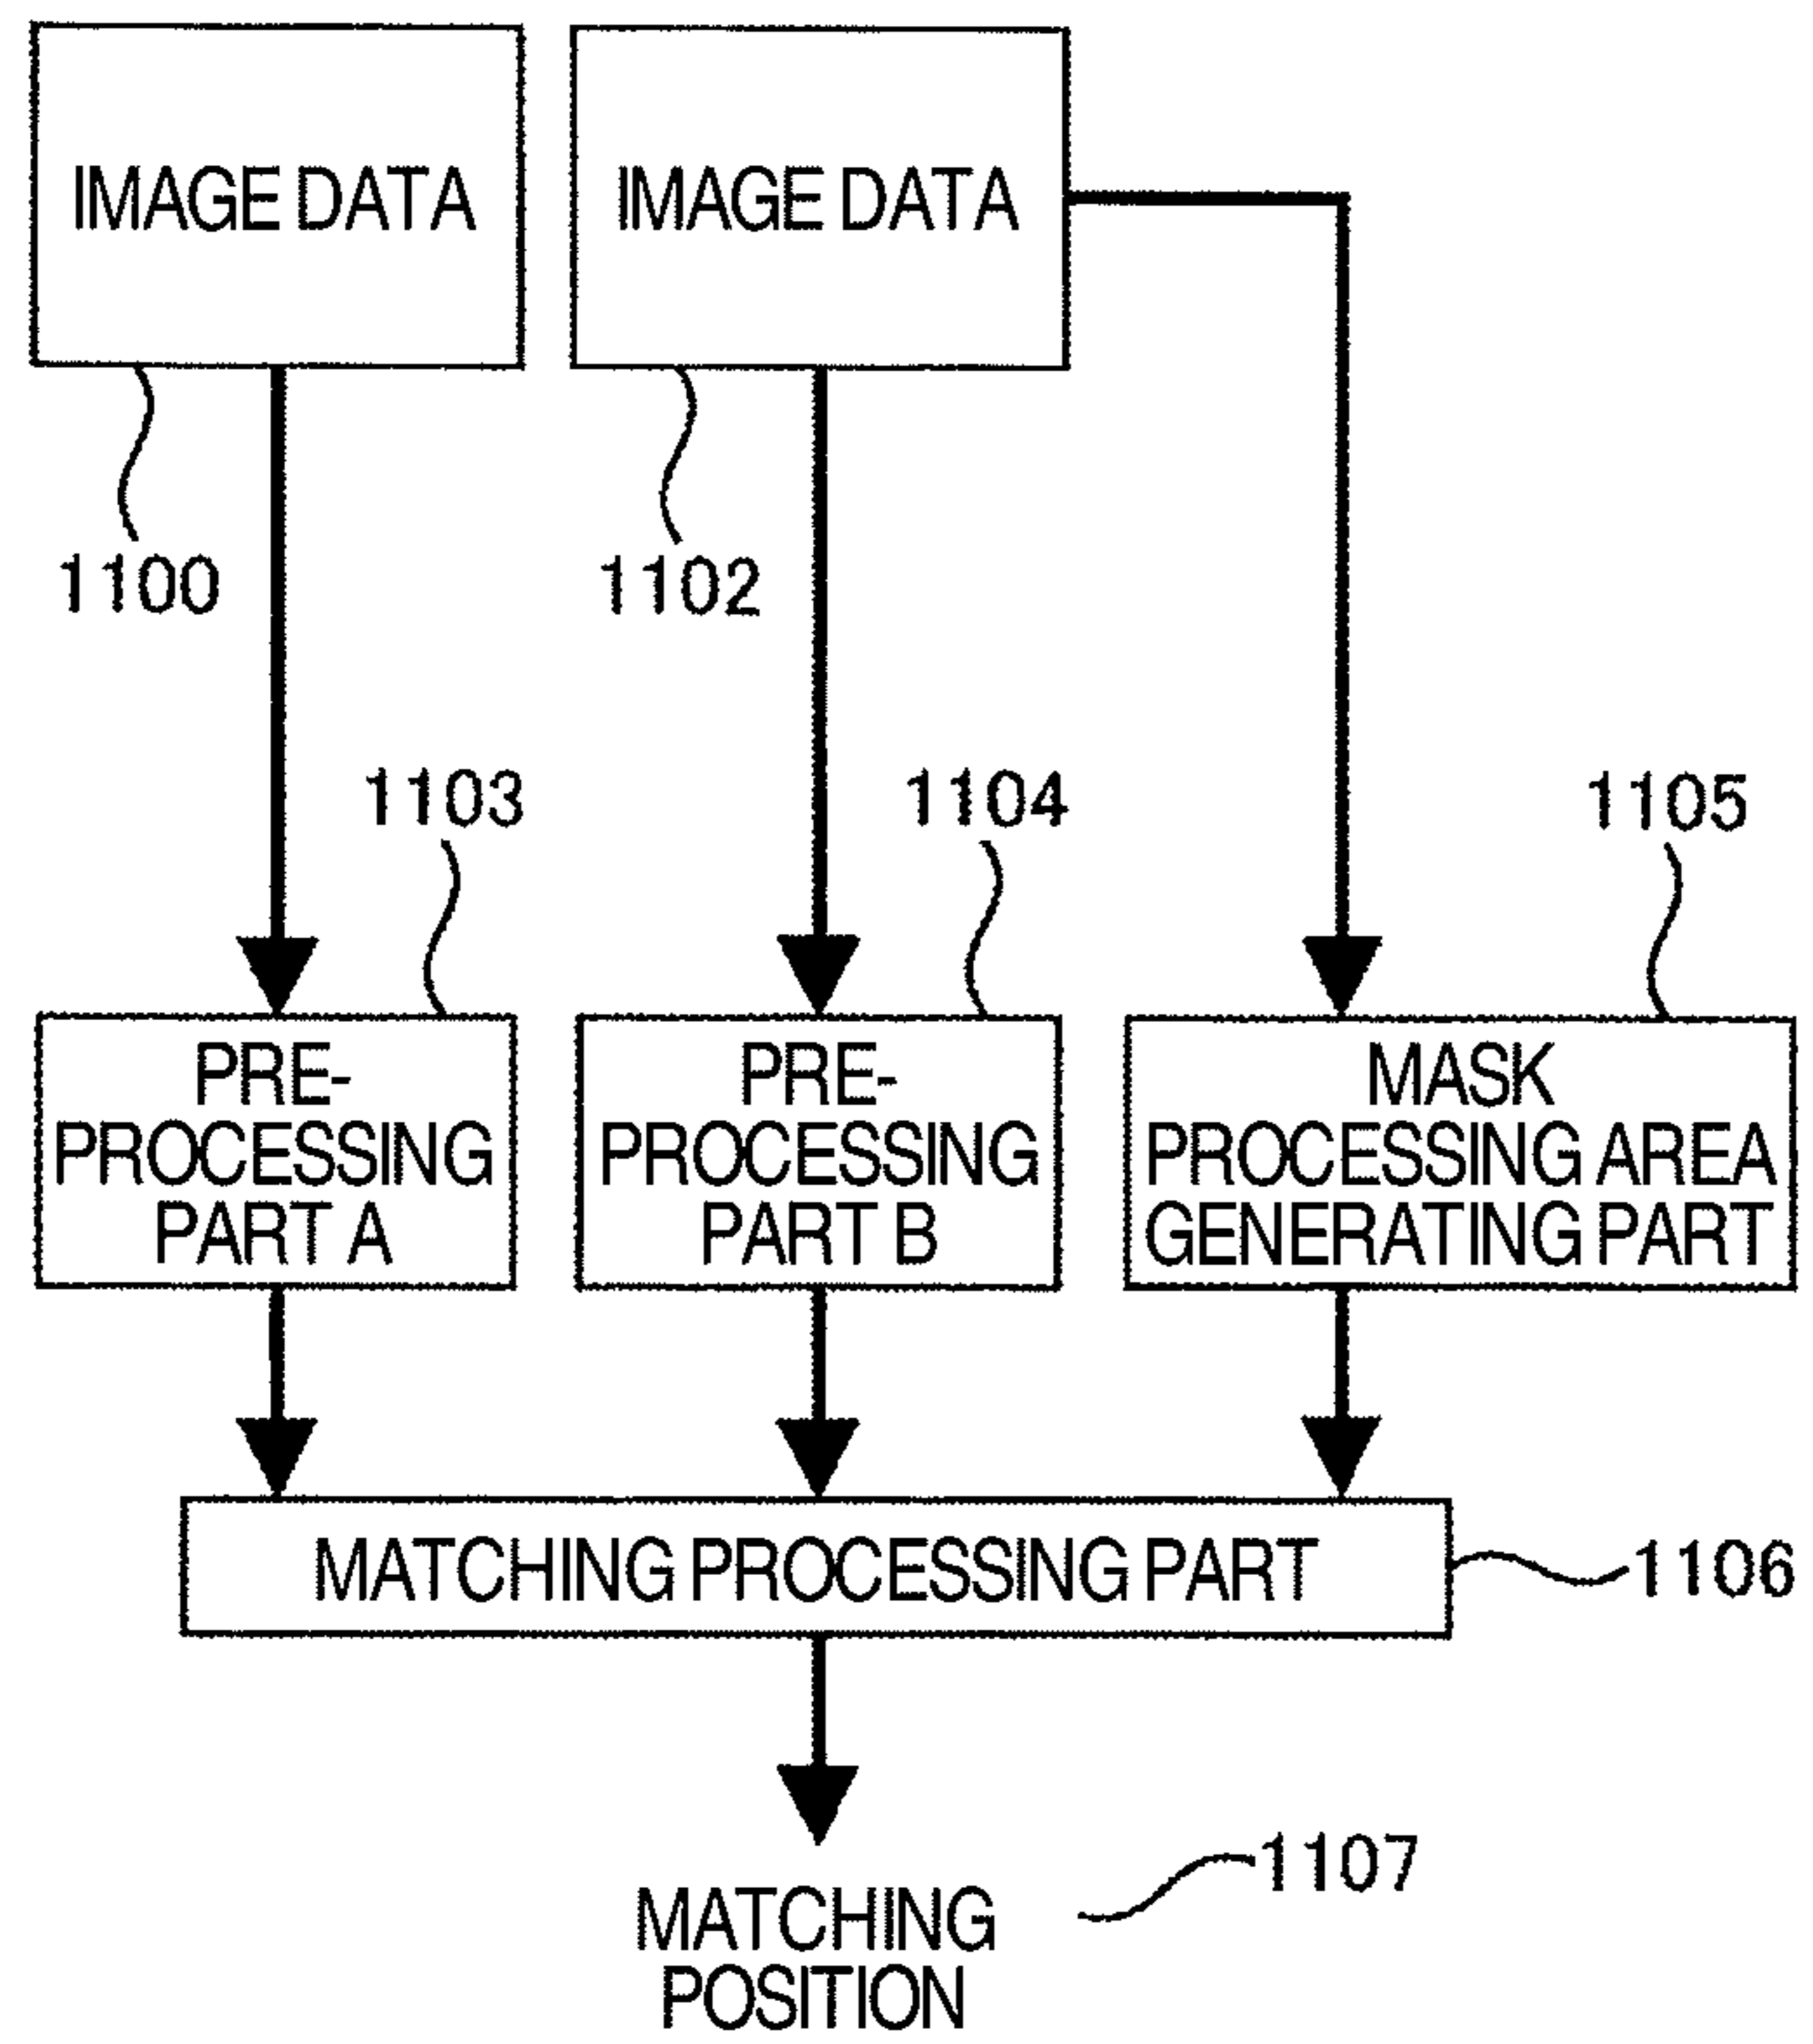 IMAGE DATA
IMAGE DATA
1100
1102
1103
1104
1105
PRE-
PROCESSING
PART A
PRE-
PROCESSING
PART B
MASK
PROCESSING AREA
GENERATING PART
MATCHING PROCESSING PART
1106
1107
MATCHING
POSITION